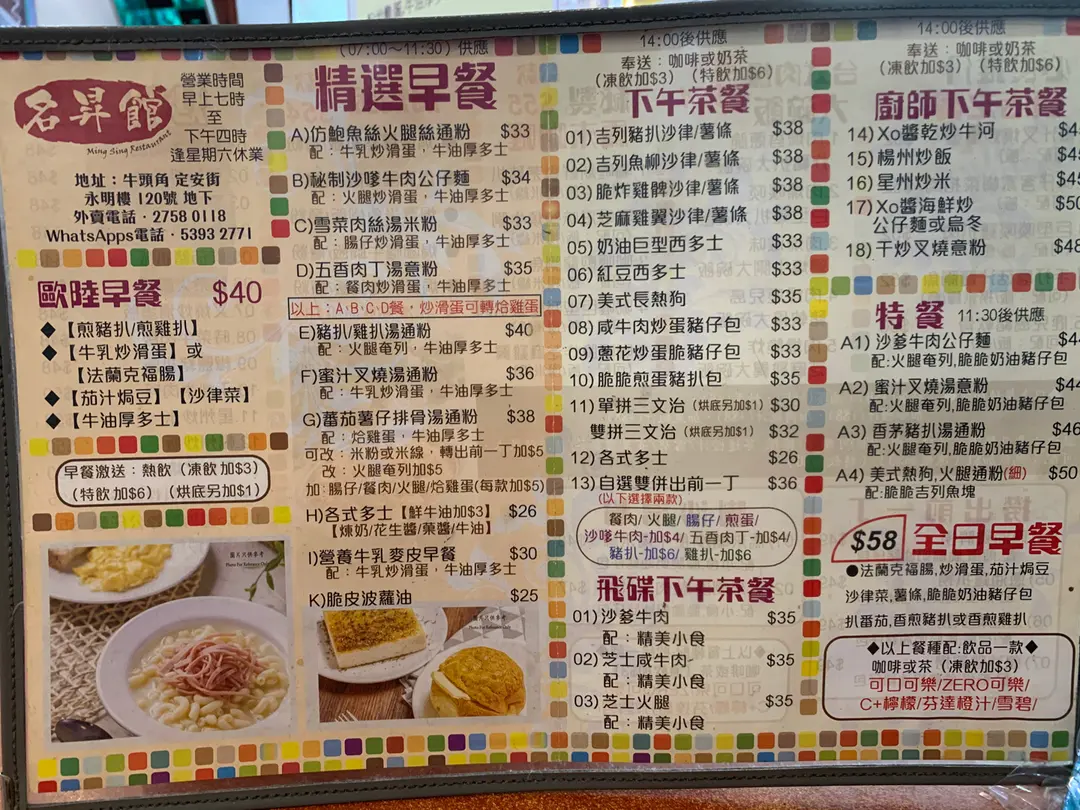 名昇館
Ming Sing Restaurant
營業時間
早上七時
至
下午四時
逢星期六休業
地址：牛頭角 定安街
永明樓 120號 地下
外賣電話·2758 0118
WhatsApps電話·5393 2771
歐陸早餐 $40
◆【煎豬扒/煎雞扒】
◆【牛乳炒滑蛋】或
【法蘭克福腸】
◆【茄汁焗豆】【沙律菜】
◆【牛油厚多士】
早餐激送：熱飲（凍飲加$3）
（特飲加$6）（烘底另加$1）
圖片只供參考
Photo For Reference Only
（07:00～11:30）供應
精選早餐
A)仿鮑魚絲火腿絲通粉 $33
配：牛乳炒滑蛋，牛油厚多士
B)秘制沙嗲牛肉公仔麵 $34
配：火腿炒滑蛋，牛油厚多士
C)雪菜肉絲湯米粉 $33
配：腸仔炒滑蛋，牛油厚多士
D)五香肉丁湯意粉 $35
配：餐肉炒滑蛋，牛油厚多士
以上：A·B·C·D餐，炒滑蛋可轉焓雞蛋
E)豬扒/雞扒湯通粉 $40
配：火腿奄列，牛油厚多士
F)蜜汁叉燒湯通粉 $36
配：牛乳炒滑蛋，牛油厚多士
G)蕃茄薯仔排骨湯通粉 $38
配：焓雞蛋，牛油厚多士
可改：米粉或米線，轉出前一丁加$5
改：火腿奄列加$5
加:腸仔/餐肉/火腿/焓雞蛋(每款加$5)
H)各式多士【鮮牛油加$3】 $26
【煉奶/花生醬/菓醬/牛油】
I)營養牛乳麥皮早餐 $30
配：牛乳炒滑蛋，牛油厚多士
K)脆皮波蘿油 $25
14:00後供應
奉送：咖啡或奶茶
（凍飲加$3）（特飲加$6）
下午茶餐
01)吉列豬扒沙律/薯條 $38
02)吉列魚柳沙律/薯條 $38
03)脆炸雞髀沙律/薯條 $38
04)芝麻雞翼沙律/薯條 $38
05)奶油巨型西多士 $33
06)紅豆西多士 $33
07)美式長熱狗 $35
08)咸牛肉炒蛋豬仔包 $33
09)蔥花炒蛋脆豬仔包 $33
10)脆脆煎蛋豬扒包 $35
11)單拼三文治（烘底另加$1） $30
雙拼三文治（烘底另加$1） $32
12)各式多士 $26
13)自選雙併出前一丁 $36
(以下選擇兩款)
餐肉/ 火腿/ 腸仔/ 煎蛋/
沙嗲牛肉-加$4/ 五香肉丁-加$4/
豬扒-加$6/ 雞扒-加$6
飛碟下午茶餐
01)沙爹牛肉 $35
配：精美小食
02)芝士咸牛肉- $35
配：精美小食
03)芝士火腿 $35
配：精美小食
14:00後供應
奉送：咖啡或奶茶
（凍飲加$3）（特飲加$6）
廚師下午茶餐
14)Xo醬乾炒牛河
15)楊州炒飯
16)星州炒米
17)Xo醬海鮮炒 $50
公仔麵或烏冬
18)干炒叉燒意粉 $48
特餐 11:30後供應
A1)沙爹牛肉公仔麵
配:火腿奄列,脆脆奶油豬仔包
A2)蜜汁叉燒湯意粉 $44
配:火腿奄列,脆脆奶油豬仔包
A3)香茅豬扒湯通粉 $46
配:火腿奄列,脆脆奶油豬仔包
A4)美式熱狗,火腿通粉(細) $50
配:脆脆吉列魚塊
$58 全日早餐
●法蘭克福腸,炒滑蛋,茄汁焗豆
沙律菜,薯條,脆脆奶油豬仔包
扒番茄,香煎豬扒或香煎雞扒
◆以上餐種配:飲品一款◆
咖啡或茶（凍飲加$3）
可口可樂/ZERO可樂/
C+檸檬/芬達橙汁/雪碧/